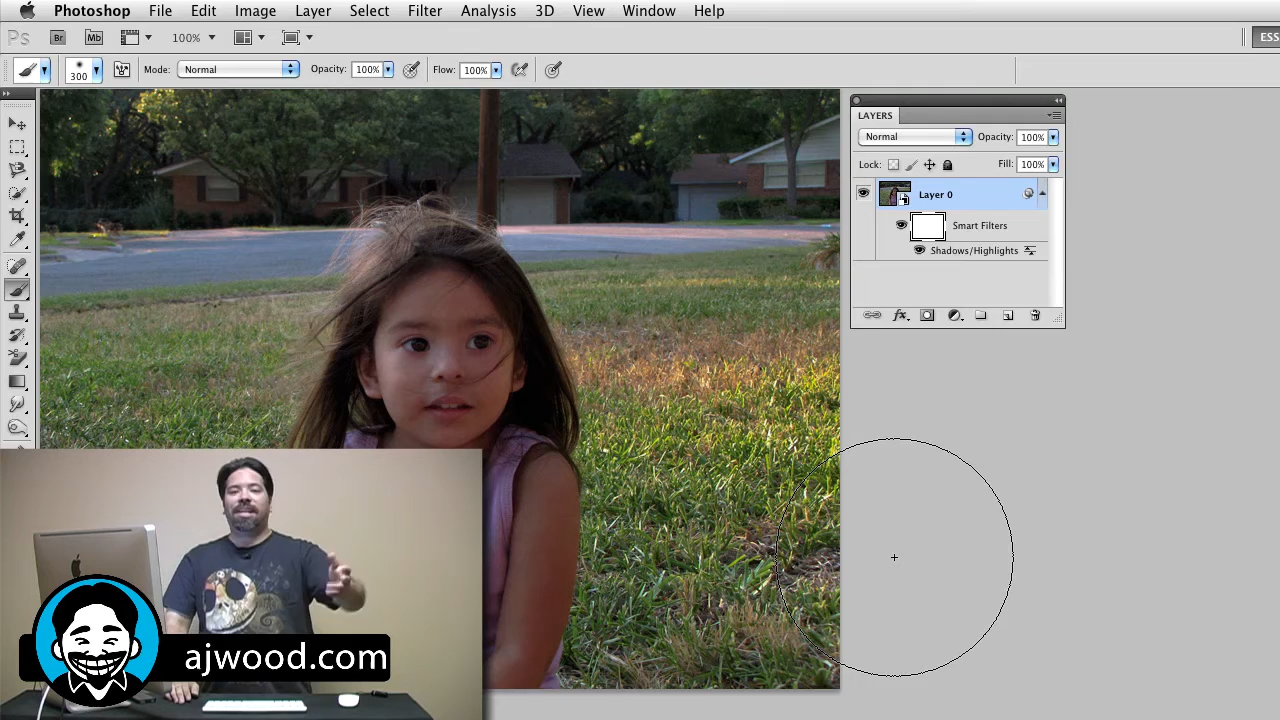 Photoshop File Edit Image Layer Select Filter Analysis 3D View Window Help
Ps Br Mb 100% ESS
300 Mode: Normal Opacity: 100% Flow: 100%
LAYERS
Normal Opacity: 100%
Lock: Fill: 100%
Layer 0
Smart Filters
Shadows/Highlights
fx
ajwood.com